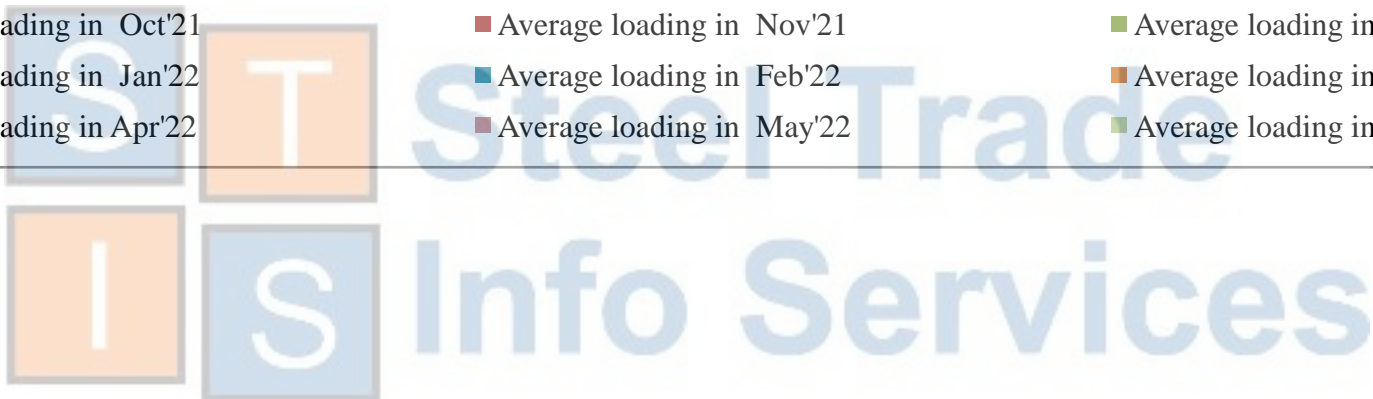 ading in Oct'21 Average loading in Nov'21 Average loading in
ading in Jan'22 Average loading in Feb'22 Average loading in
ading in Apr'22 Average loading in May'22 Average loading in
S T Steel Trade
I S Info Services